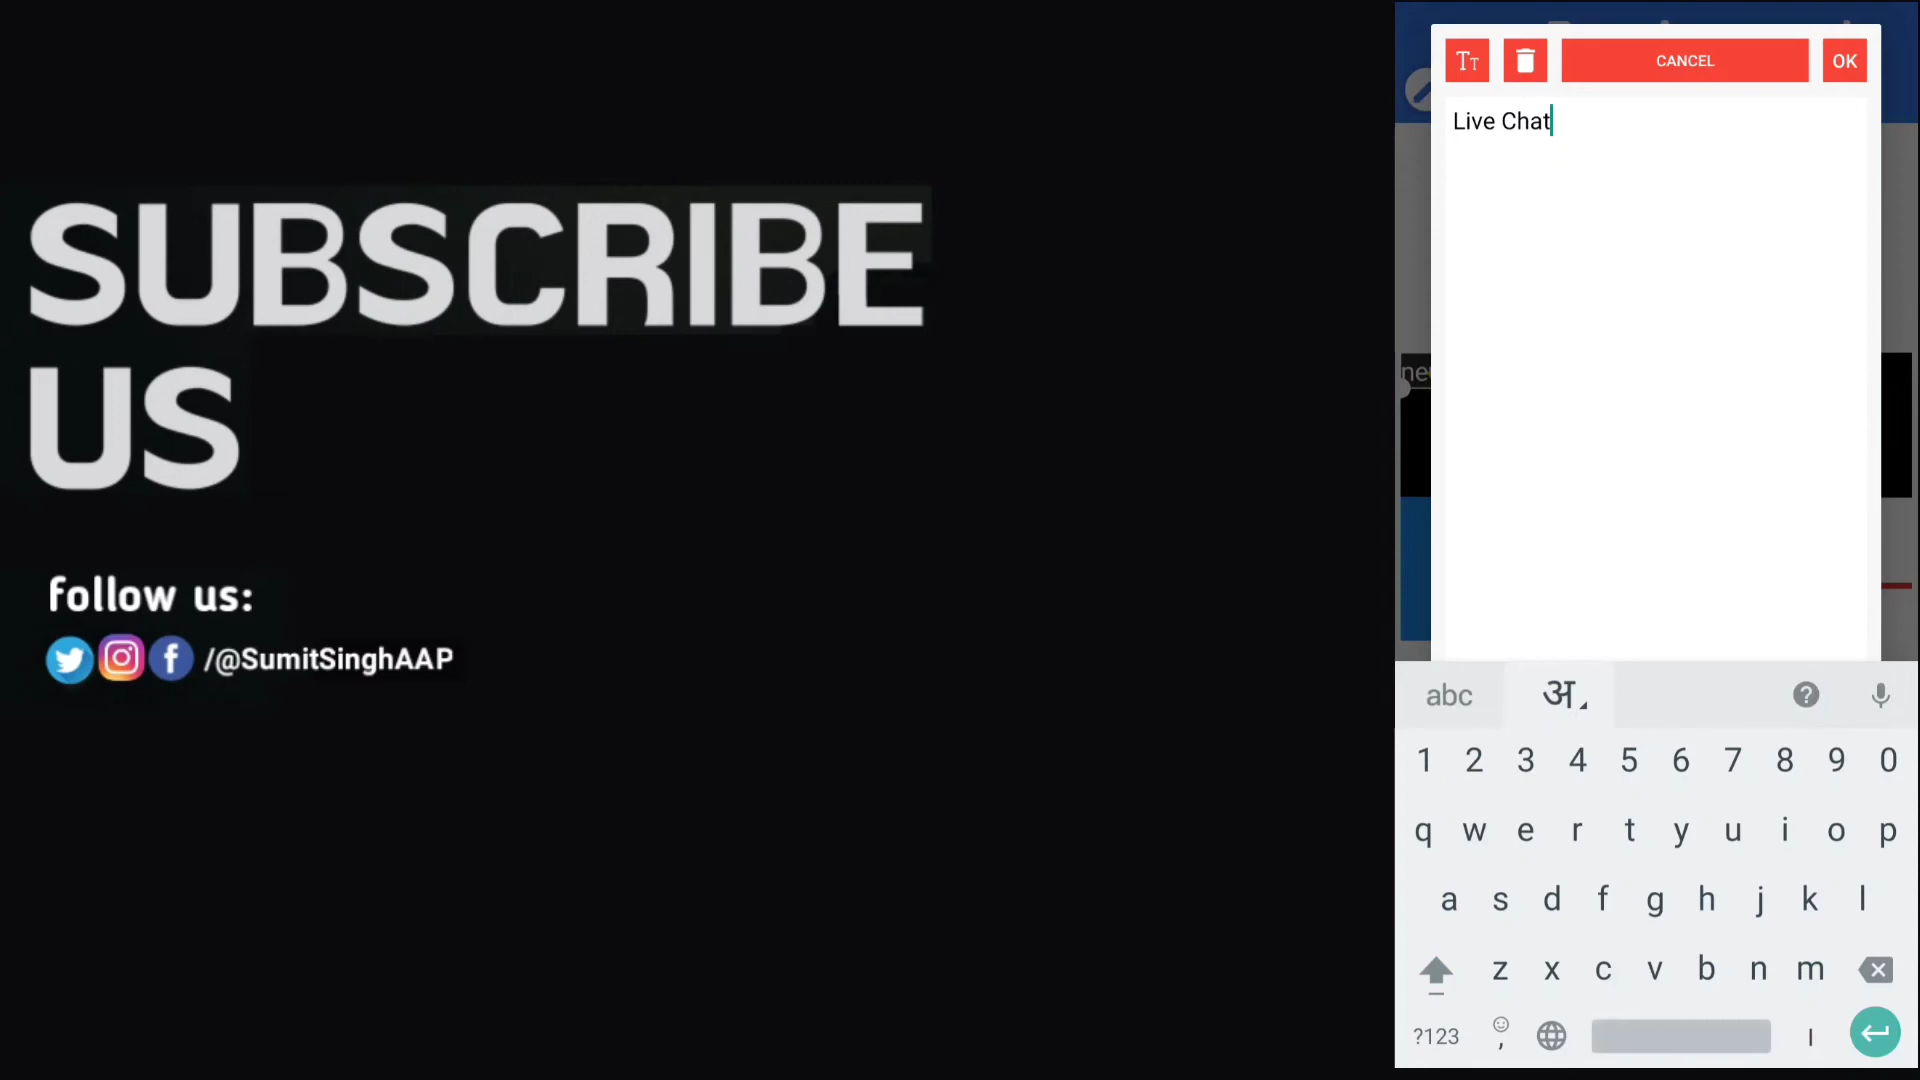 SUBSCRIBE
US
follow us:
/@SumitSinghAAP
Tт CANCEL OK
Live Chat
abc अ
1 2 3 4 5 6 7 8 9 0
q w e r t y u i o p
a s d f g h j k l
z x c v b n m
?123 , |